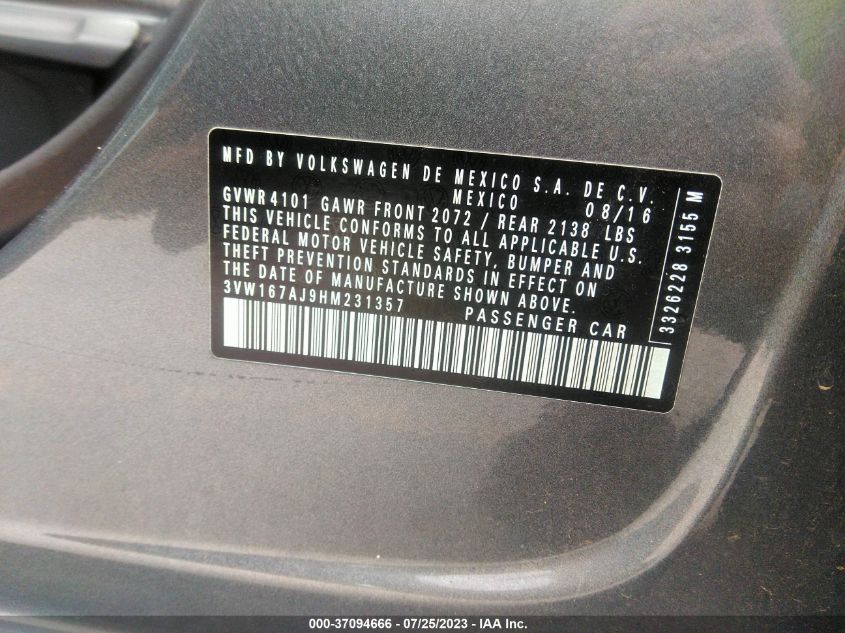 MFD BY VOLKSWAGEN DE MEXICO S.A. DE C.V.
MEXICO 08/16
GVWR 4101 GAWR FRONT 2072 / REAR 2138 LBS
THIS VEHICLE CONFORMS TO ALL APPLICABLE U.S.
FEDERAL MOTOR VEHICLE SAFETY, BUMPER AND
THEFT PREVENTION STANDARDS IN EFFECT ON
THE DATE OF MANUFACTURE SHOWN ABOVE.
3VW167AJ9HM231357 PASSENGER CAR
3326228 3155 M
000-37094666 - 07/25/2023 - IAA Inc.